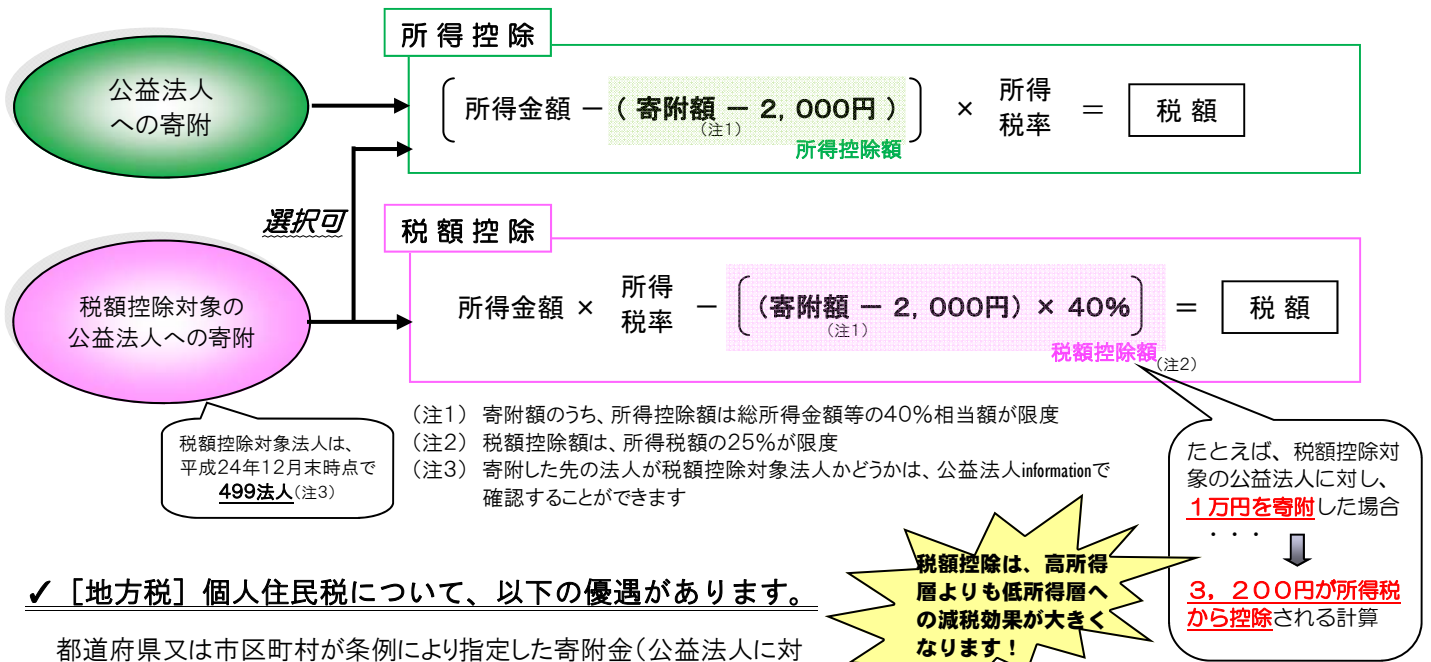 所得控除
公益法人
への寄附
所得金額 － （ 寄附額 － 2，000円 ） × 所得税率 ＝ 税 額
（注1）
所得控除額
選択可
税額控除
税額控除対象の
公益法人への寄附
所得金額 × 所得税率 － （寄附額 － 2，000円） × 40％ ＝ 税 額
（注1）
税額控除額（注2）
税額控除対象法人は、
平成24年12月末時点で
499法人（注3）
（注1） 寄附額のうち、所得控除額は総所得金額等の40％相当額が限度
（注2） 税額控除額は、所得税額の25％が限度
（注3） 寄附した先の法人が税額控除対象法人かどうかは、公益法人informationで
確認することができます
たとえば、税額控除対
象の公益法人に対し、
１万円を寄附した場合
・・・
３，２００円が所得税
から控除される計算
税額控除は、高所得
層よりも低所得層へ
の減税効果が大きく
なります！
✓［地方税］個人住民税について、以下の優遇があります。
都道府県又は市区町村が条例により指定した寄附金（公益法人に対